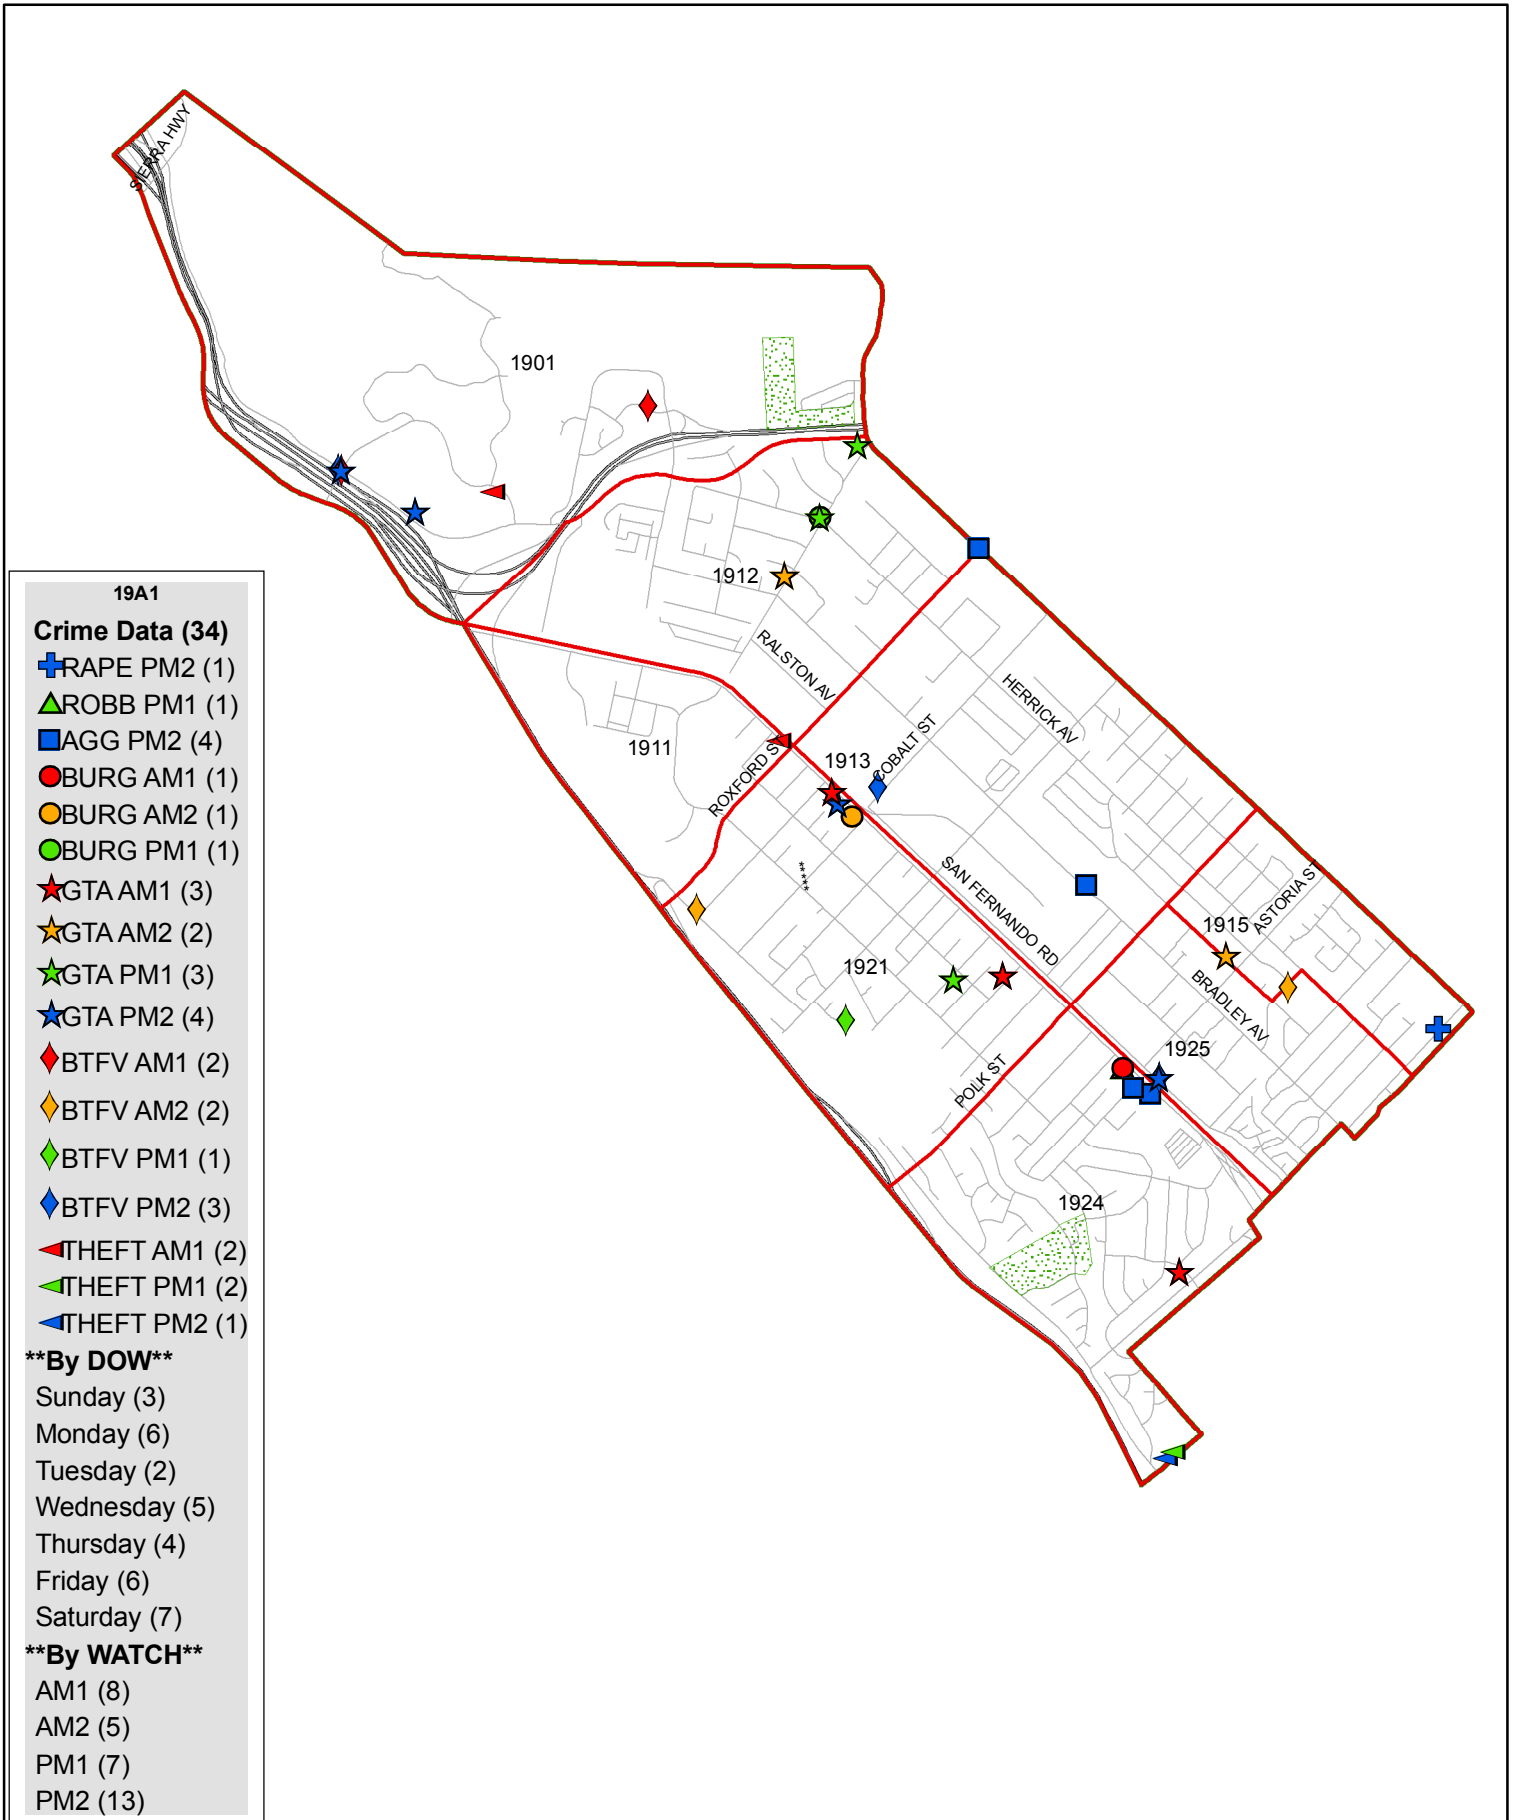 SIERRA HWY
1901
1912
RALSTON AV
HERRICK AV
COBALT ST
1911
1913
ROXFORD S
SAN FERNANDO RD
ASTORIA ST
1915
1921
BRADLEY AV
1925
POLK ST
1924
*****
19A1
Crime Data (34)
RAPE PM2 (1)
ROBB PM1 (1)
AGG PM2 (4)
BURG AM1 (1)
BURG AM2 (1)
BURG PM1 (1)
GTA AM1 (3)
GTA AM2 (2)
GTA PM1 (3)
GTA PM2 (4)
BTFV AM1 (2)
BTFV AM2 (2)
BTFV PM1 (1)
BTFV PM2 (3)
THEFT AM1 (2)
THEFT PM1 (2)
THEFT PM2 (1)
**By DOW**
Sunday (3)
Monday (6)
Tuesday (2)
Wednesday (5)
Thursday (4)
Friday (6)
Saturday (7)
**By WATCH**
AM1 (8)
AM2 (5)
PM1 (7)
PM2 (13)